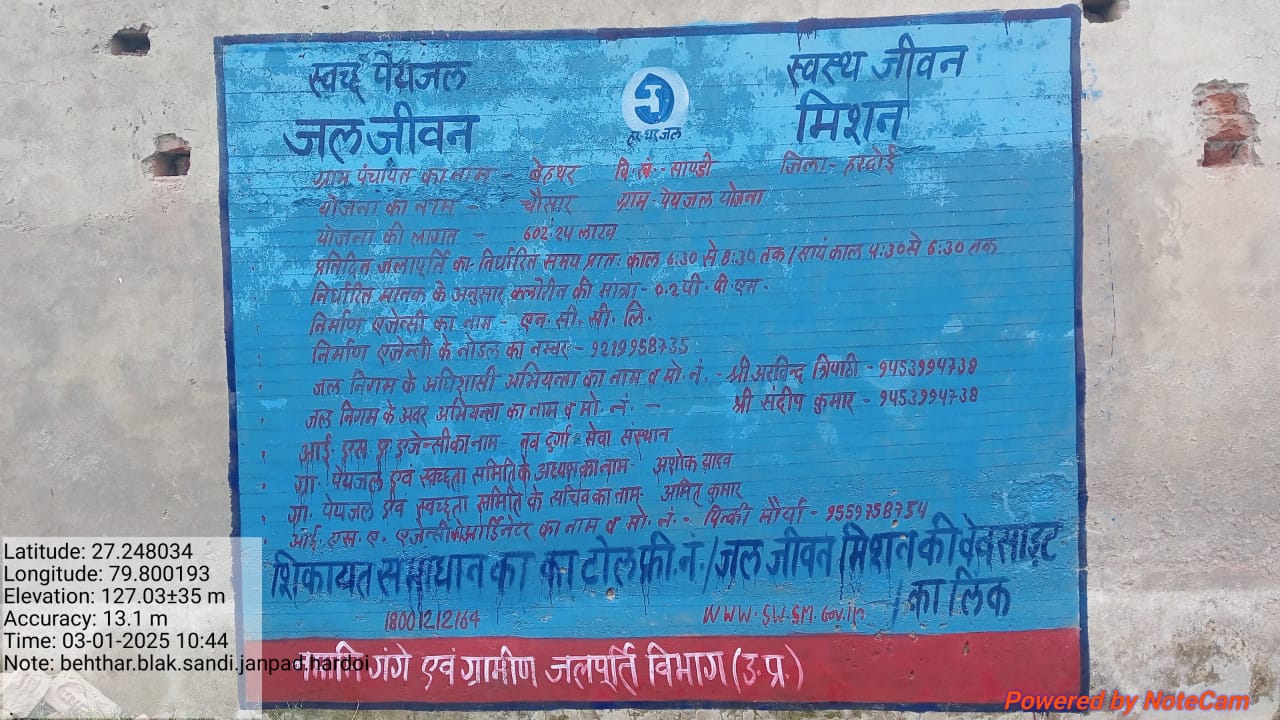 स्वच्छ पेयजल स्वस्थ जीवन
जल जीवन मिशन
हर घर जल
ग्राम पंचायत का नाम बेहथर वि.खं.- साण्डी जिला- हरदोई
योजना का नाम - चौसार ग्राम-पेयजल योजना
योजना की लागत - 602.24 लाख
प्रतिदिन जलापूर्ति का-निर्धारित समय प्रातः काल 6:30 से 8:30 तक/सायं काल 4:30 से 6:30 तक
निर्धारित मानक के अनुसार क्लोरीन की मात्रा- 0.2 पी. पी. एम.
निर्माण एजेन्सी का नाम - एन. सी. सी. लि.
निर्माण एजेन्सी के नोडल का नम्बर - 9219958735
जल निगम के अधिशासी अभियन्ता का नाम व मो. नं. - श्री अरविन्द त्रिपाठी - 9453994738
जल निगम के अवर अभियन्ता का नाम व मो. नं. - श्री संदीप कुमार - 9453994738
आई. एस. ए. एजेन्सी का नाम- नव दुर्गा सेवा संस्थान
ग्रा. पेयजल एवं स्वच्छता समिति के अध्यक्ष का नाम- अशोक
ग्रा. पेयजल एवं स्वच्छता समिति के सचिव का नाम- अमित कुमार
आई. एस. ए. एजेन्सी कोऑर्डिनेटर का नाम व मो. नं. - पिन्की मौर्या - 9559758754
शिकायत समाधान का का टोल फ्री. नं./जल जीवन मिशन की वेबसाइट
/का लिंक
18001212164 WWW.SWSM.Gov.in
नमामि गंगे एवं ग्रामीण जलपूर्ति विभाग (उ.प्र.)
Latitude: 27.248034
Longitude: 79.800193
Elevation: 127.03±35 m
Accuracy: 13.1 m
Time: 03-01-2025 10:44
Note: behthar.blak.sandi.janpad.hardoi
Powered by NoteCam